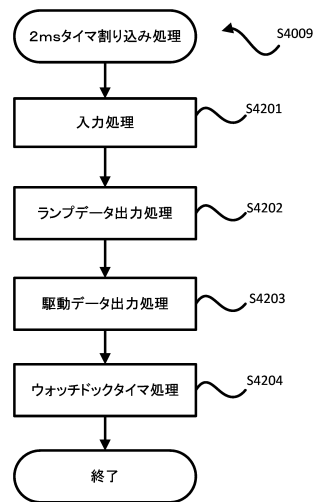 2msタイマ割り込み処理
S4009
入力処理
S4201
ランプデータ出力処理
S4202
駆動データ出力処理
S4203
ウォッチドックタイマ処理
S4204
終了